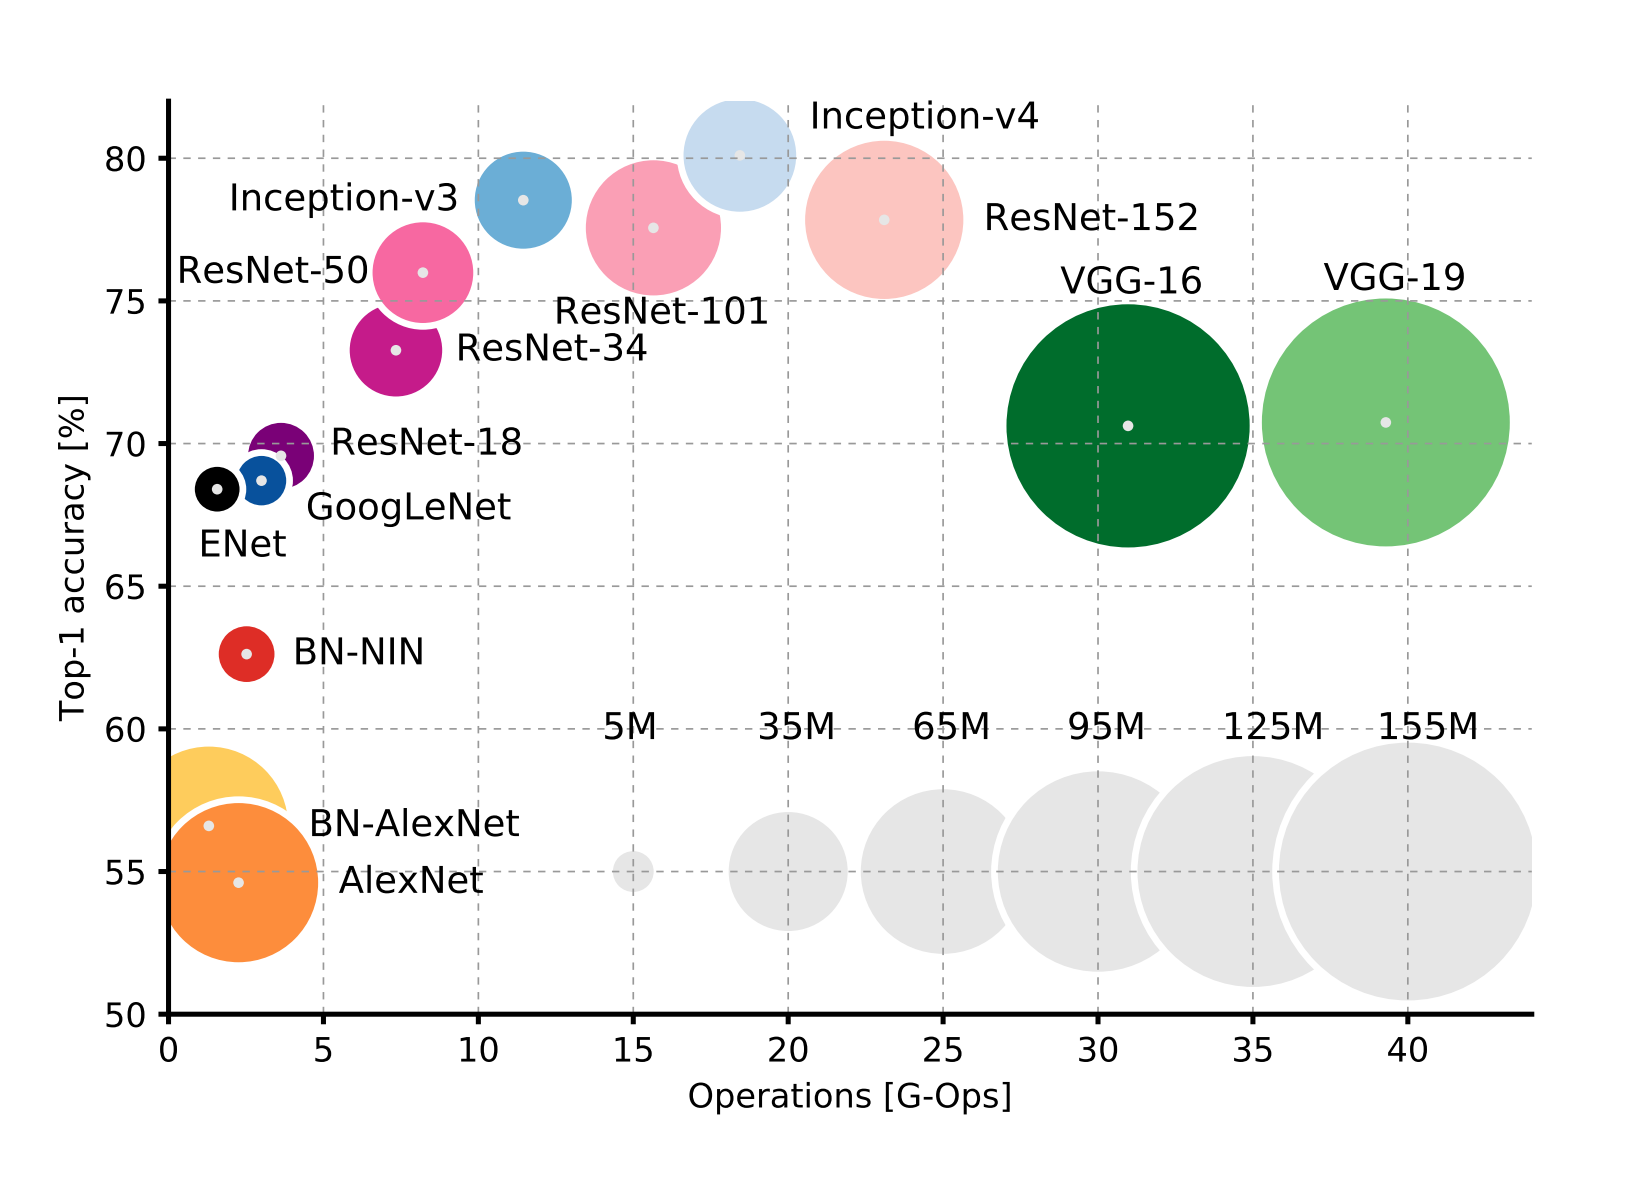 Inception-v4
80
Inception-v3
ResNet-152
ResNet-50
VGG-16
VGG-19
75
ResNet-101
ResNet-34
70
ResNet-18
GoogLeNet
ENet
65
BN-NIN
60
5M 35M 65M 95M 125M 155M
BN-AlexNet
55
AlexNet
50
Top-1 accuracy [%]
0 5 10 15 20 25 30 35 40
Operations [G-Ops]